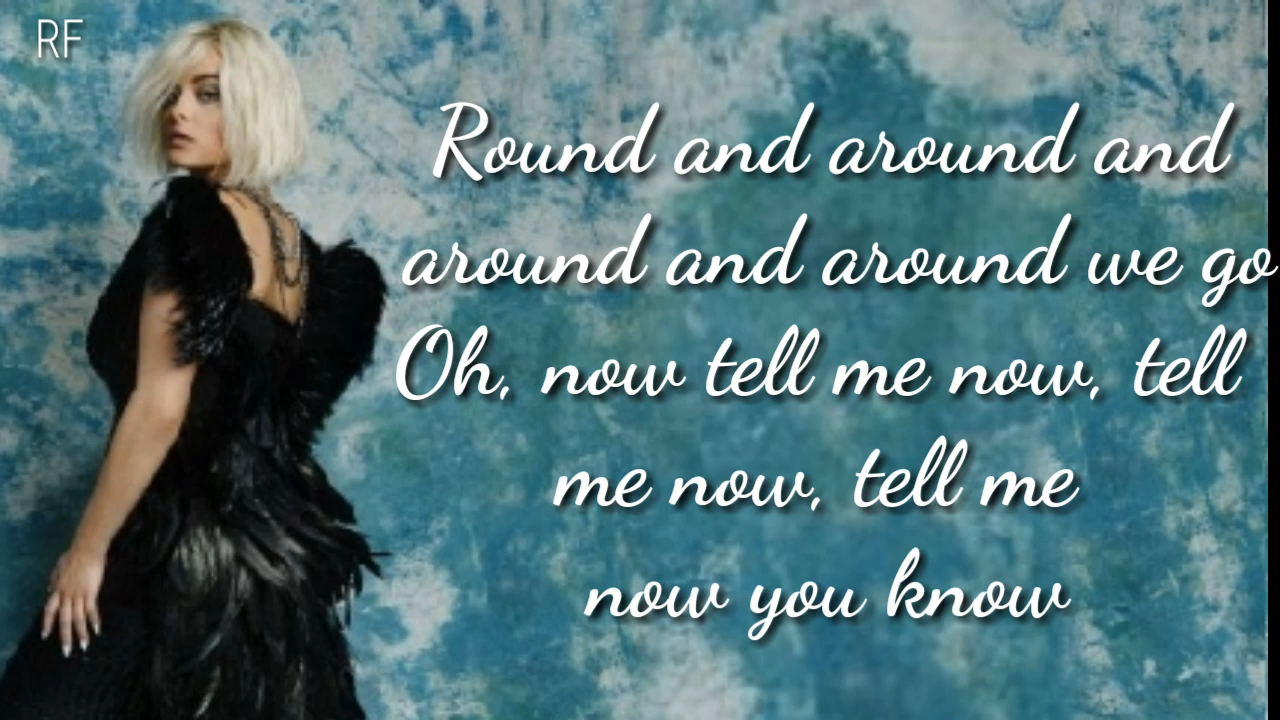 RF
Round and around and
around and around we go
Oh, now tell me now, tell
me now, tell me
now you know